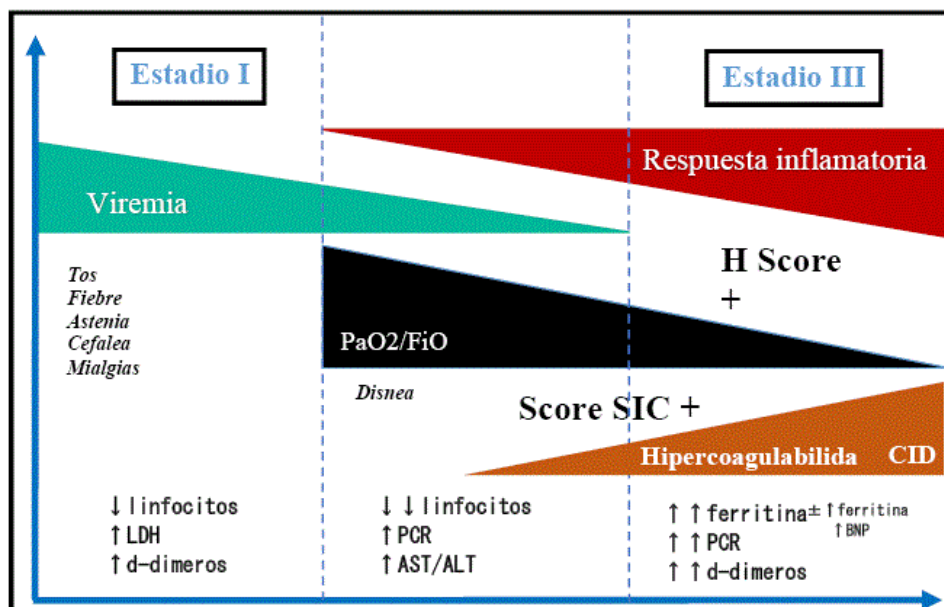 Estadio I
Estadio III
Respuesta inflamatoria
Viremia
H Score
+
Tos
Fiebre
Astenia
Cefalea
Mialgias
PaO2/FiO
Disnea
Score SIC +
Hipercoagulabilida
CID
↓ linfocitos
↑ LDH
↑ d-dimeros
↓ ↓ linfocitos
↑ PCR
↑ AST/ALT
↑ ↑ ferritina ± ↑ ferritina
↑ BNP
↑ ↑ PCR
↑ ↑ d-dimeros